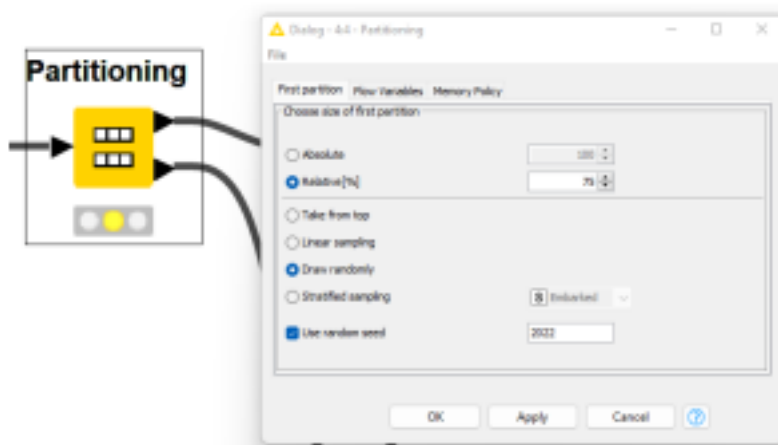 Partitioning
Dialog - 4:4 - Partitioning
File
First partition Flow Variables Memory Policy
Choose size of first partition
Absolute 100
Relative[%] 75
Take from top
Linear sampling
Draw randomly
Stratified sampling S Embarked
Use random seed 2022
OK Apply Cancel ?